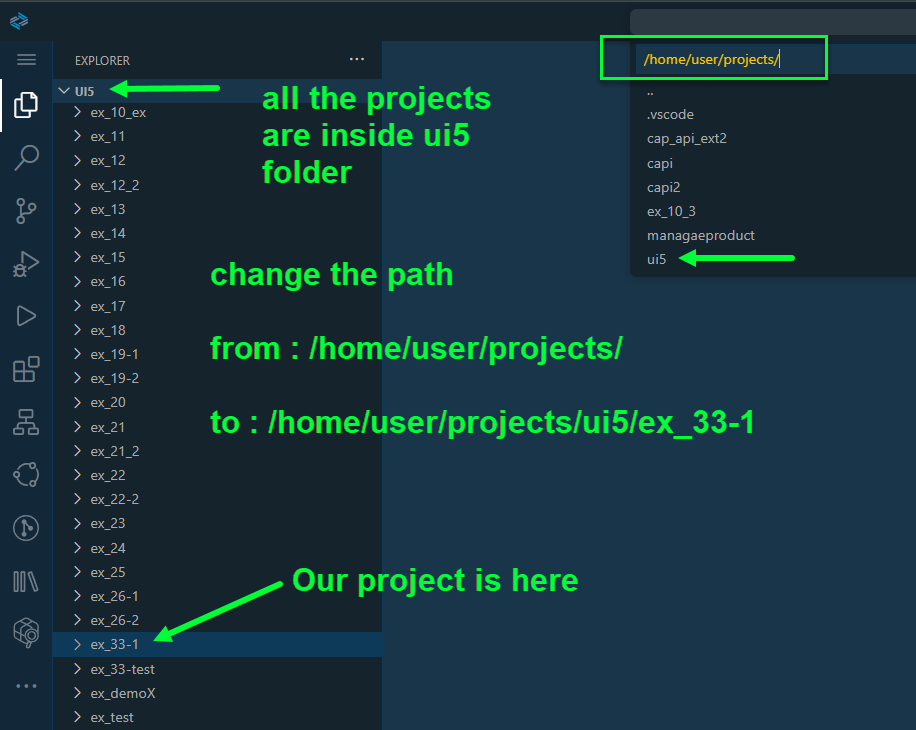 EXPLORER
...
UI5
ex_10_ex
ex_11
ex_12
ex_12_2
ex_13
ex_14
ex_15
ex_16
ex_17
ex_18
ex_19-1
ex_19-2
ex_20
ex_21
ex_21_2
ex_22
ex_22-2
ex_23
ex_24
ex_25
ex_26-1
ex_26-2
ex_33-1
ex_33-test
ex_demoX
ex_test
all the projects
are inside ui5
folder
change the path
from : /home/user/projects/
to : /home/user/projects/ui5/ex_33-1
Our project is here
/home/user/projects/
..
.vscode
cap_api_ext2
capi
capi2
ex_10_3
managaeproduct
ui5